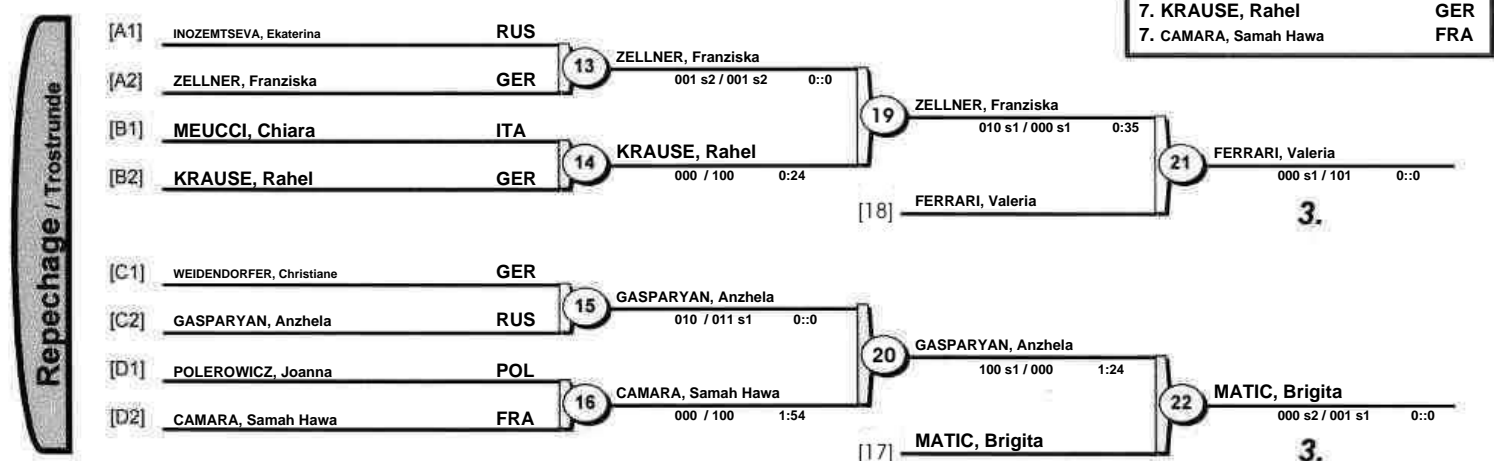 7. KRAUSE, Rahel GER
7. CAMARA, Samah Hawa FRA
Repechage / Trostrunde
[A1] INOZEMTSEVA, Ekaterina RUS
[A2] ZELLNER, Franziska GER
13 ZELLNER, Franziska
001 s2 / 001 s2 0::0
[B1] MEUCCI, Chiara ITA
[B2] KRAUSE, Rahel GER
14 KRAUSE, Rahel
000 / 100 0:24
19 ZELLNER, Franziska
010 s1 / 000 s1 0:35
[18] FERRARI, Valeria
21 FERRARI, Valeria
000 s1 / 101 0::0
3.
[C1] WEIDENDORFER, Christiane GER
[C2] GASPARYAN, Anzhela RUS
15 GASPARYAN, Anzhela
010 / 011 s1 0::0
[D1] POLEROWICZ, Joanna POL
[D2] CAMARA, Samah Hawa FRA
16 CAMARA, Samah Hawa
000 / 100 1:54
20 GASPARYAN, Anzhela
100 s1 / 000 1:24
[17] MATIC, Brigita
22 MATIC, Brigita
000 s2 / 001 s1 0::0
3.